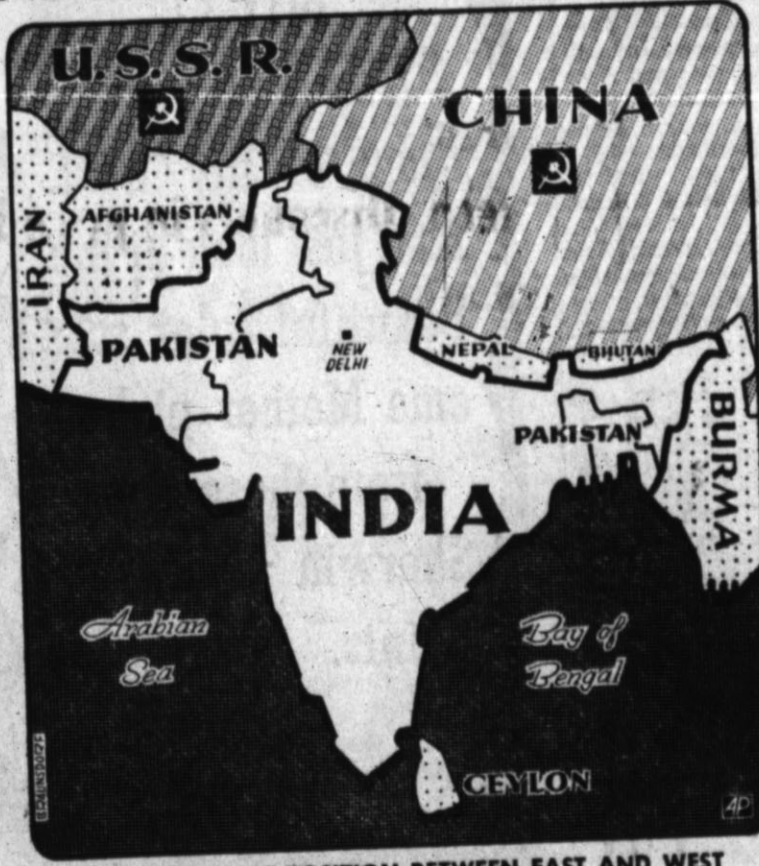 U.S.S.R.
CHINA
IRAN
AFGHANISTAN
PAKISTAN
NEW
DELHI
NEPAL
BHUTAN
BURMA
PAKISTAN
INDIA
Arabian
Sea
Bay of
Bengal
CEYLON
AP
BETWEEN EAST AND WEST